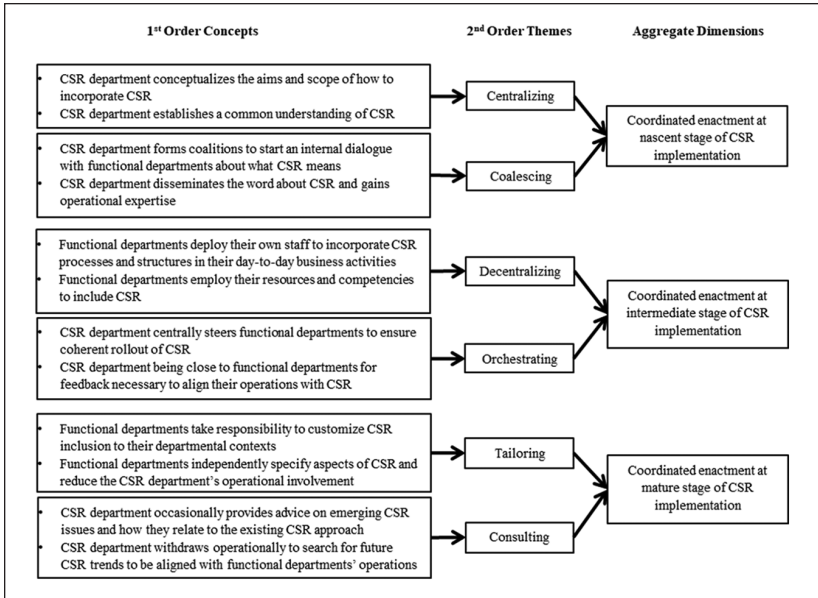 1st Order Concepts
2nd Order Themes
Aggregate Dimensions
• CSR department conceptualizes the aims and scope of how to
incorporate CSR
• CSR department establishes a common understanding of CSR
Centralizing
• CSR department forms coalitions to start an internal dialogue
with functional departments about what CSR means
• CSR department disseminates the word about CSR and gains
operational expertise
Coalescing
Coordinated enactment at
nascent stage of CSR
implementation
• Functional departments deploy their own staff to incorporate CSR
processes and structures in their day-to-day business activities
• Functional departments employ their resources and competencies
to include CSR
Decentralizing
• CSR department centrally steers functional departments to ensure
coherent rollout of CSR
• CSR department being close to functional departments for
feedback necessary to align their operations with CSR
Orchestrating
Coordinated enactment at
intermediate stage of CSR
implementation
• Functional departments take responsibility to customize CSR
inclusion to their departmental contexts
• Functional departments independently specify aspects of CSR and
reduce the CSR department's operational involvement
Tailoring
• CSR department occasionally provides advice on emerging CSR
issues and how they relate to the existing CSR approach
• CSR department withdraws operationally to search for future
CSR trends to be aligned with functional departments' operations
Consulting
Coordinated enactment at
mature stage of CSR
implementation